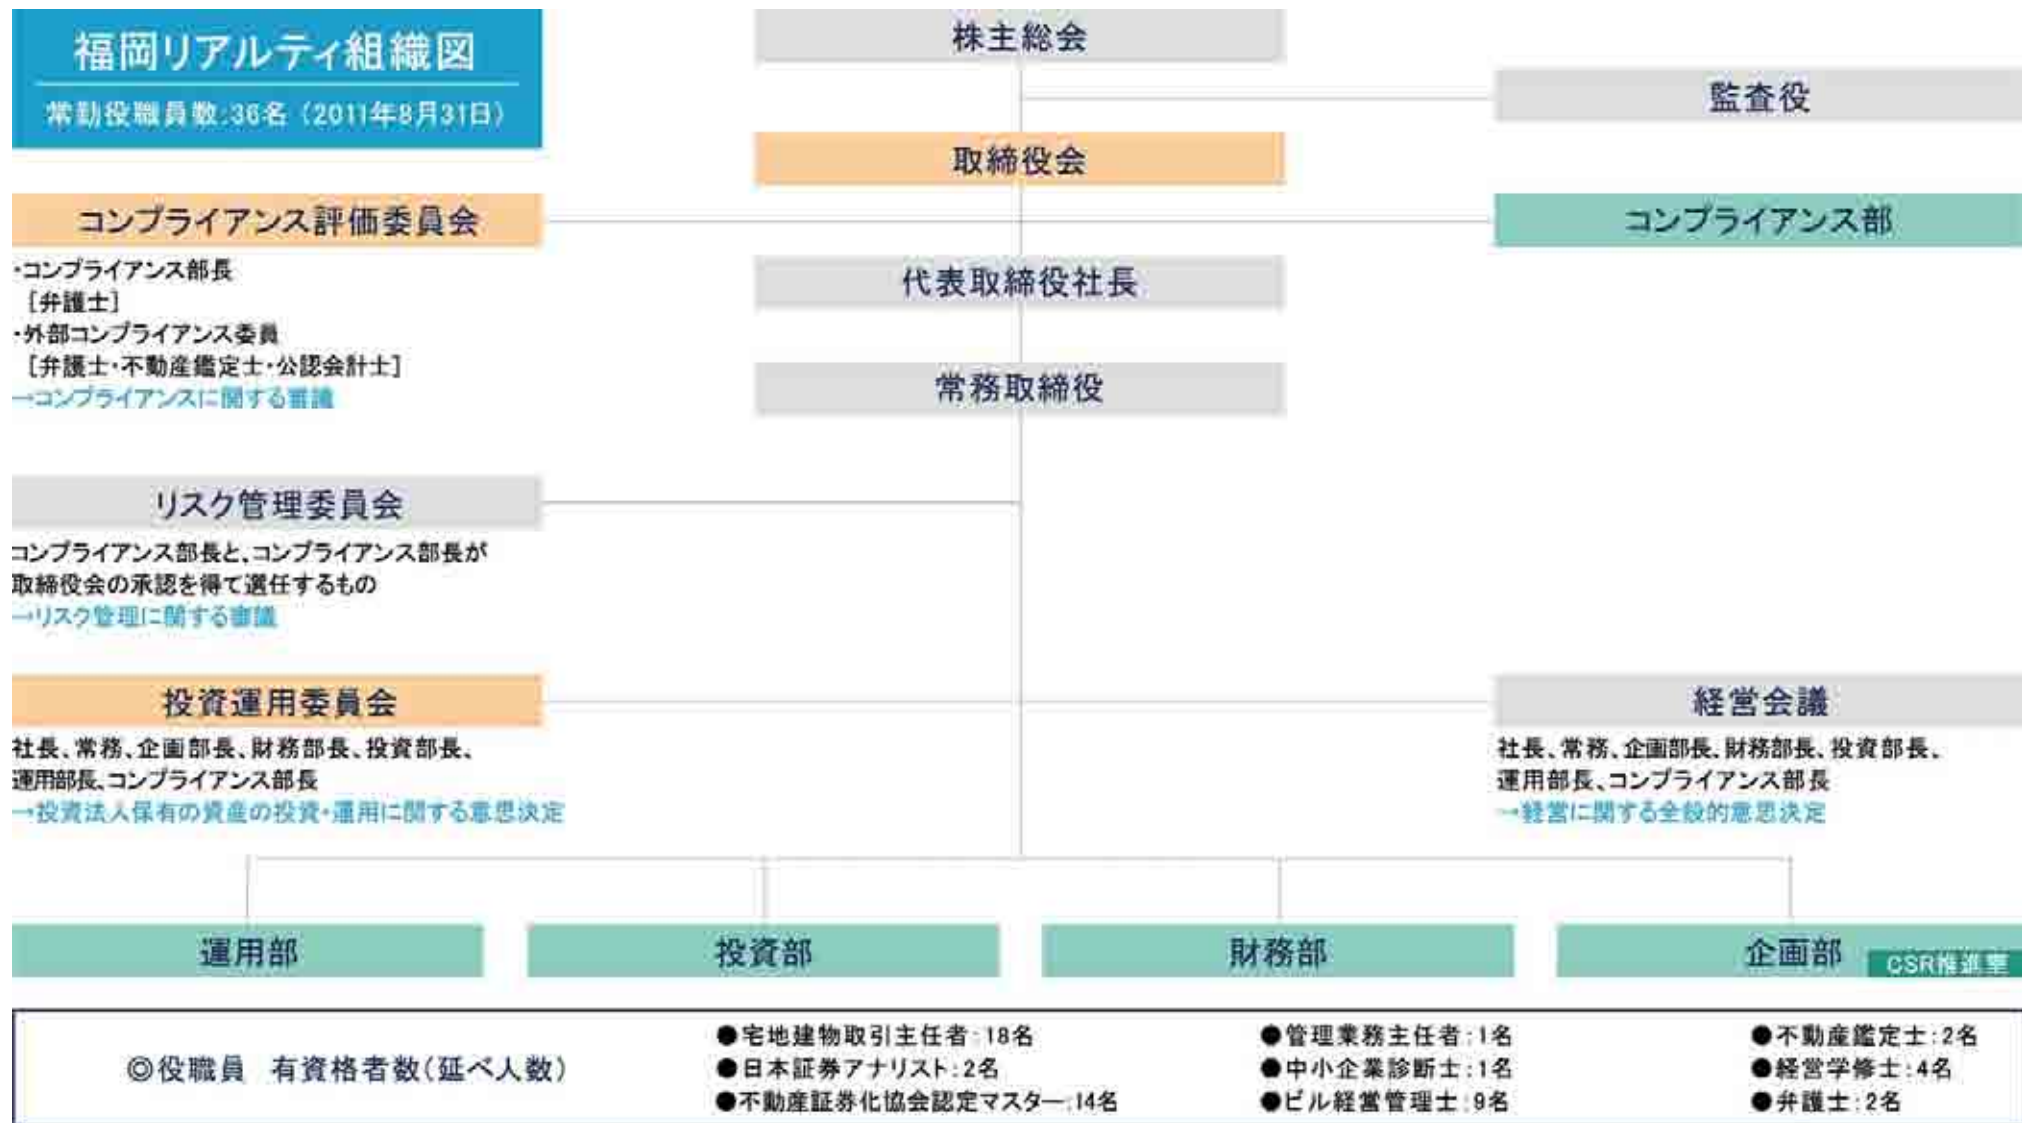 福岡リアルティ組織図
常勤役職員数:36名（2011年8月31日）
株主総会
監査役
取締役会
コンプライアンス評価委員会
コンプライアンス部
・コンプライアンス部長
［弁護士］
・外部コンプライアンス委員
［弁護士・不動産鑑定士・公認会計士］
→コンプライアンスに関する審議
代表取締役社長
常務取締役
リスク管理委員会
コンプライアンス部長と、コンプライアンス部長が
取締役会の承認を得て選任するもの
→リスク管理に関する審議
投資運用委員会
社長、常務、企画部長、財務部長、投資部長、
運用部長、コンプライアンス部長
→投資法人保有の資産の投資・運用に関する意思決定
経営会議
社長、常務、企画部長、財務部長、投資部長、
運用部長、コンプライアンス部長
→経営に関する全般的意思決定
運用部
投資部
財務部
企画部
CSR推進室
◎役職員 有資格者数（延べ人数）
●宅地建物取引主任者:18名
●日本証券アナリスト:2名
●不動産証券化協会認定マスター:14名
●管理業務主任者:1名
●中小企業診断士:1名
●ビル経営管理士:9名
●不動産鑑定士:2名
●経営学修士:4名
●弁護士:2名